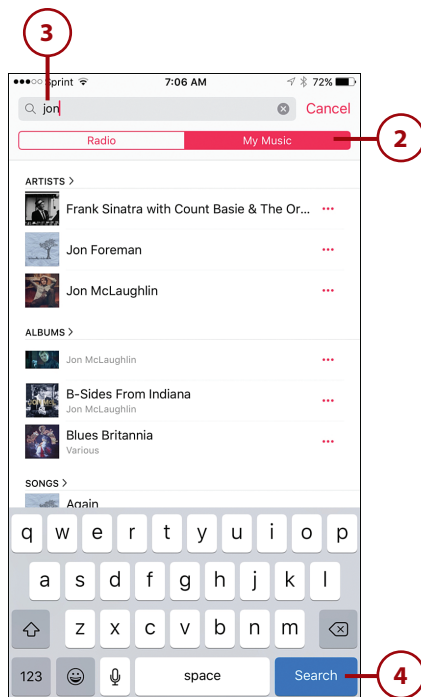 3
Sprint 7:06 AM 72%
jon Cancel
Radio My Music
2
ARTISTS >
Frank Sinatra with Count Basie & The Or...
Jon Foreman
Jon McLaughlin
ALBUMS >
Jon McLaughlin
B-Sides From Indiana
Jon McLaughlin
Blues Britannia
Various
SONGS >
Again
q w e r t y u i o p
a s d f g h j k l
z x c v b n m
123 space Search
4